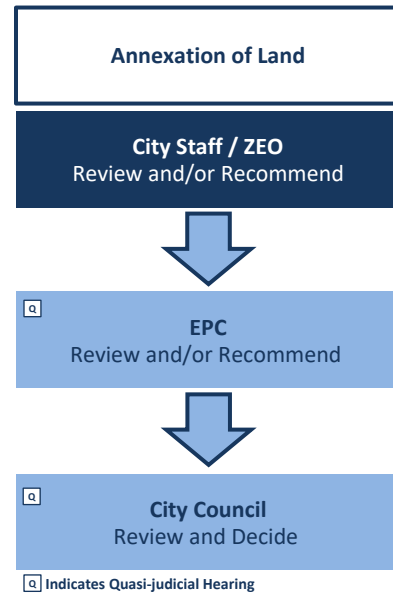 Annexation of Land
City Staff / ZEO
Review and/or Recommend
Q
EPC
Review and/or Recommend
Q
City Council
Review and Decide
Q Indicates Quasi-judicial Hearing